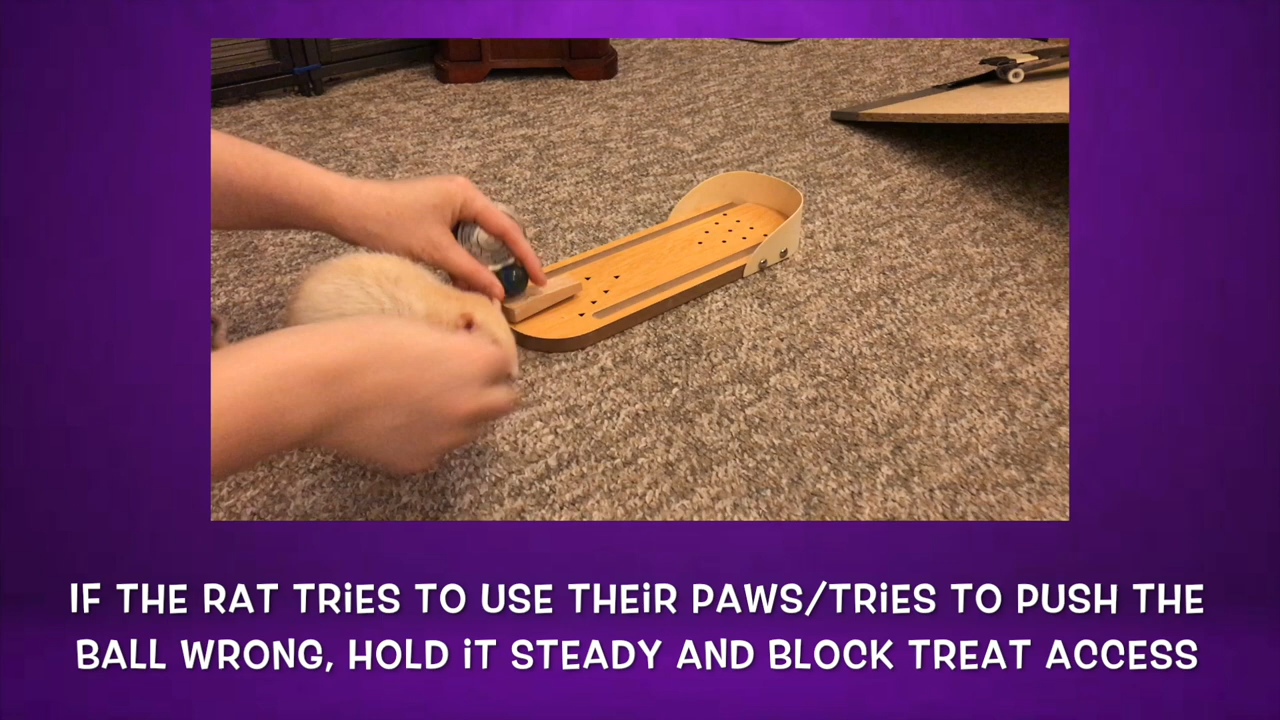 IF THE RAT TRIES TO USE THEIR PAWS/TRIES TO PUSH THE
BALL WRONG, HOLD IT STEADY AND BLOCK TREAT ACCESS